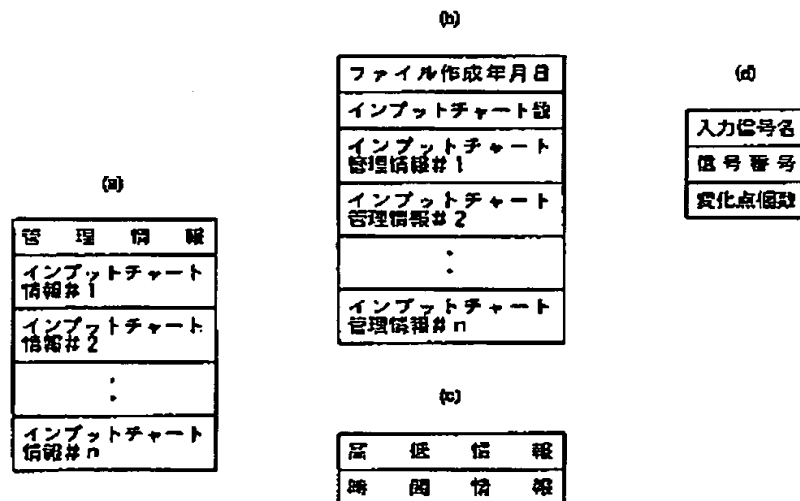 (a)
管理情報
インプットチャート
情報#1
インプットチャート
情報#2
インプットチャート
情報#n
(b)
ファイル作成年月日
インプットチャート数
インプットチャート
管理情報#1
インプットチャート
管理情報#2
インプットチャート
管理情報#n
(c)
高低情報
時間情報
(d)
入力信号名
信号番号
変化点個数